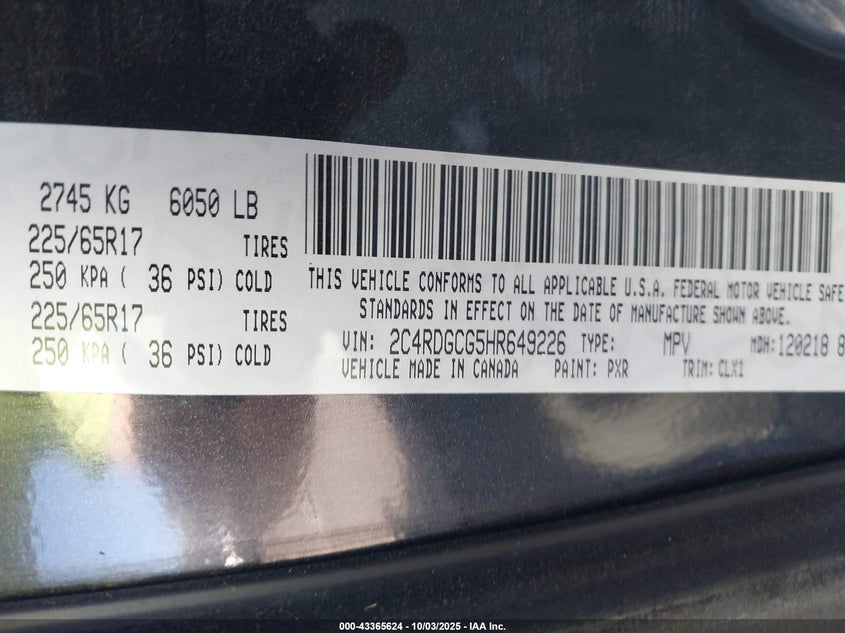 2745 KG 6050 LB
225/65R17 TIRES
250 KPA ( 36 PSI) COLD
225/65R17 TIRES
250 KPA ( 36 PSI) COLD
THIS VEHICLE CONFORMS TO ALL APPLICABLE U.S.A. FEDERAL MOTOR VEHICLE SAFE
STANDARDS IN EFFECT ON THE DATE OF MANUFACTURE SHOWN ABOVE.
VIN: 2C4RDGCG5HR649226 TYPE: MPV MDH:120218 8
VEHICLE MADE IN CANADA PAINT: PXR TRIM: CLX1
000-43365624 - 10/03/2025 - IAA Inc.